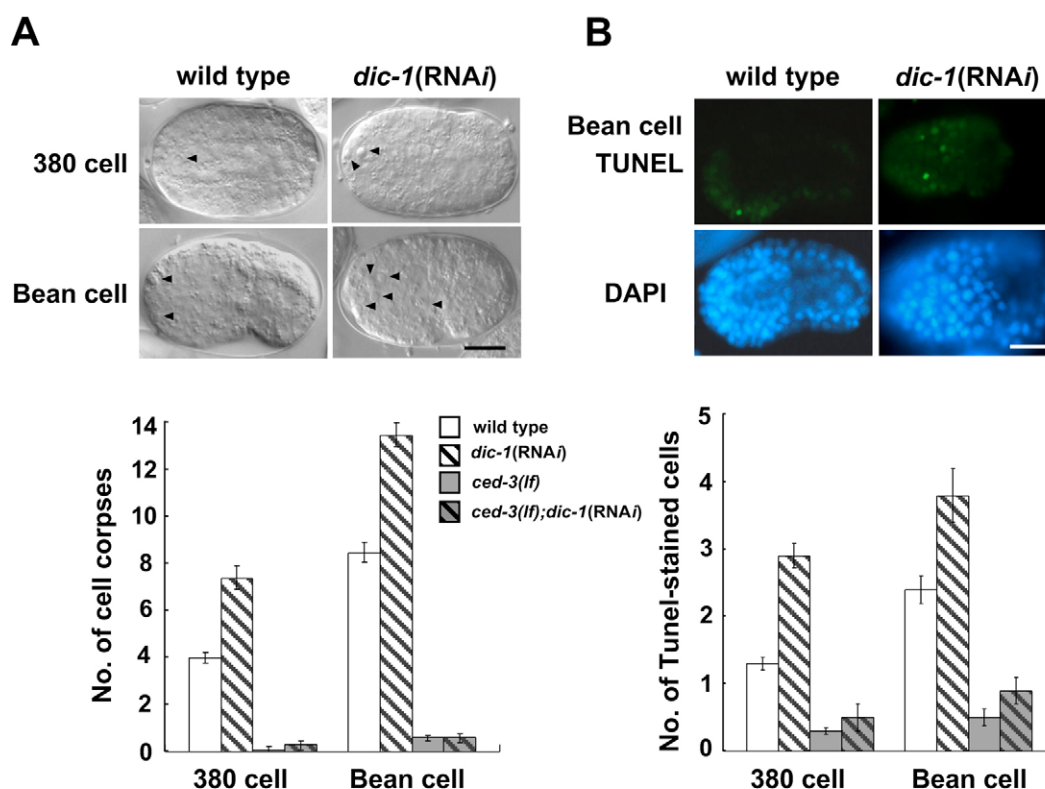 A
wild type dic-1(RNAi)
380 cell
Bean cell
No. of cell corpses
14
12
10
8
6
4
2
0
380 cell Bean cell
wild type
dic-1(RNAi)
ced-3(lf)
ced-3(lf);dic-1(RNAi)
B
wild type dic-1(RNAi)
Bean cell
TUNEL
DAPI
No. of Tunel-stained cells
5
4
3
2
1
0
380 cell Bean cell